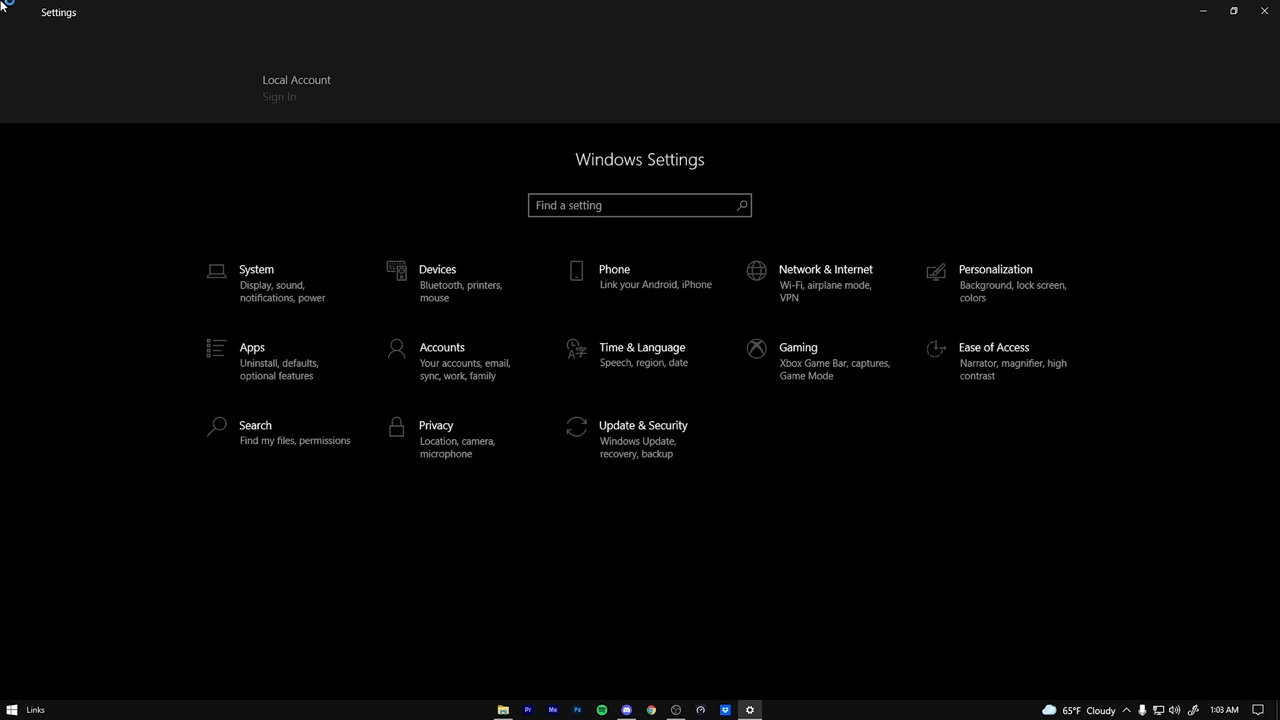 Settings
Local Account
Sign In
Windows Settings
Find a setting
System
Display, sound,
notifications, power
Devices
Bluetooth, printers,
mouse
Phone
Link your Android, iPhone
Network & Internet
Wi-Fi, airplane mode,
VPN
Personalization
Background, lock screen,
colors
Apps
Uninstall, defaults,
optional features
Accounts
Your accounts, email,
sync, work, family
Time & Language
Speech, region, date
Gaming
Xbox Game Bar, captures,
Game Mode
Ease of Access
Narrator, magnifier, high
contrast
Search
Find my files, permissions
Privacy
Location, camera,
microphone
Update & Security
Windows Update,
recovery, backup
Links
Pr
Me
Ps
65°F Cloudy
1:03 AM